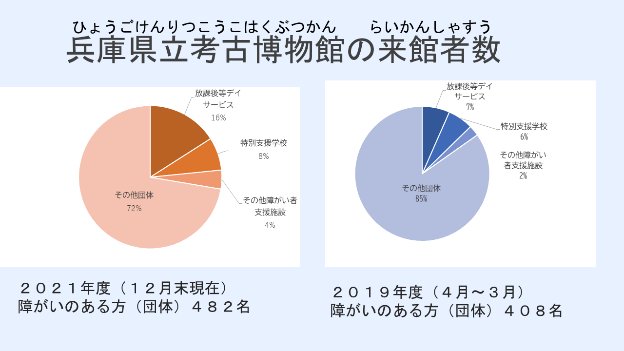 ひょうごけんりつこうこはくぶつかん　　らいかんしゃすう
兵庫県立考古博物館の来館者数
放課後等デイ
サービス
16%
特別支援学校
8%
その他障がい者
支援施設
4%
その他団体
72%
放課後等デイ
サービス
7%
特別支援学校
6%
その他障がい
者支援施設
2%
その他団体
85%
２０２１年度（１２月末現在）
障がいのある方（団体）４８２名
２０１９年度（４月～３月）
障がいのある方（団体）４０８名